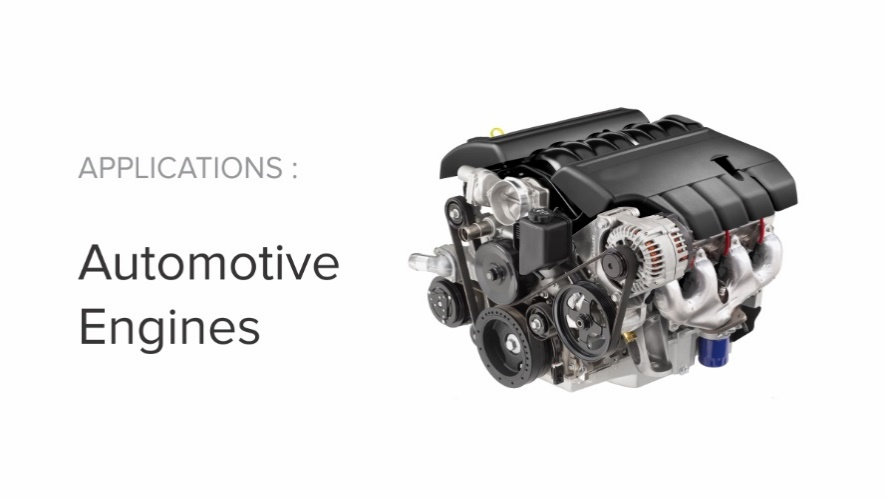 APPLICATIONS :
Automotive
Engines